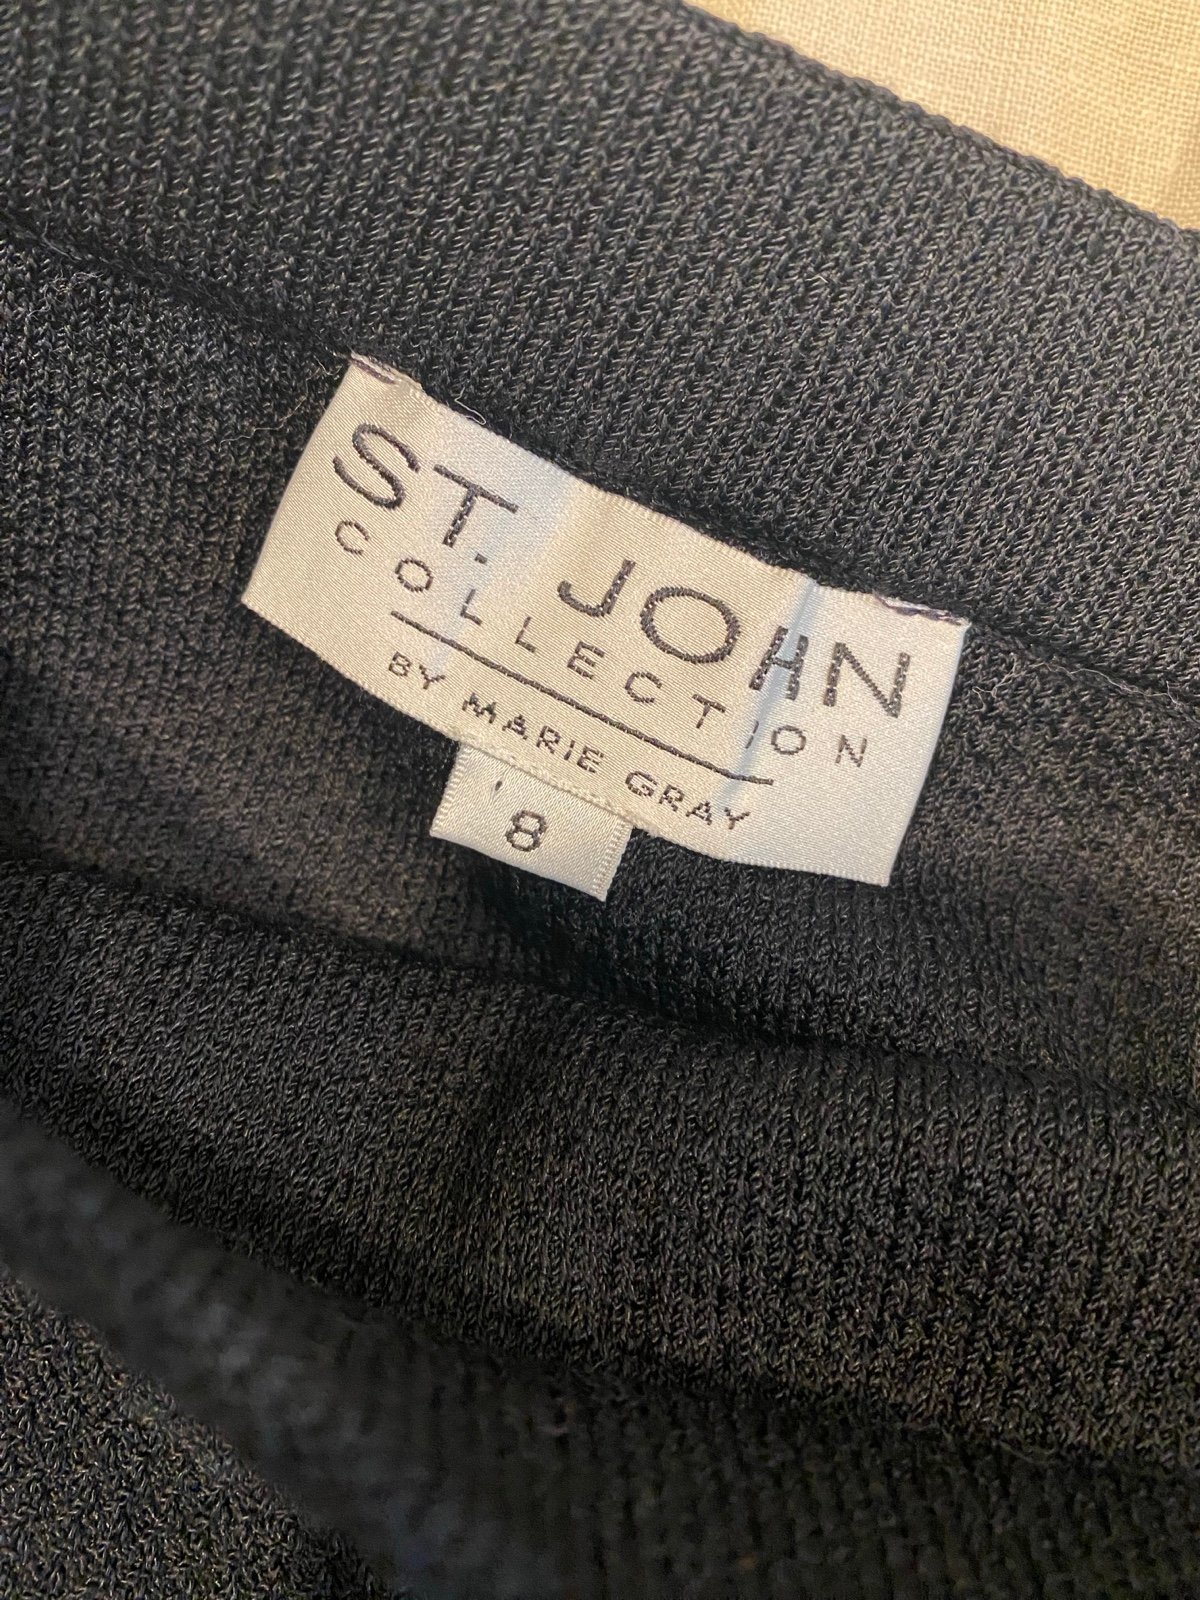 ST. JOHN
COLLECTION
BY MARIE GRAY
8